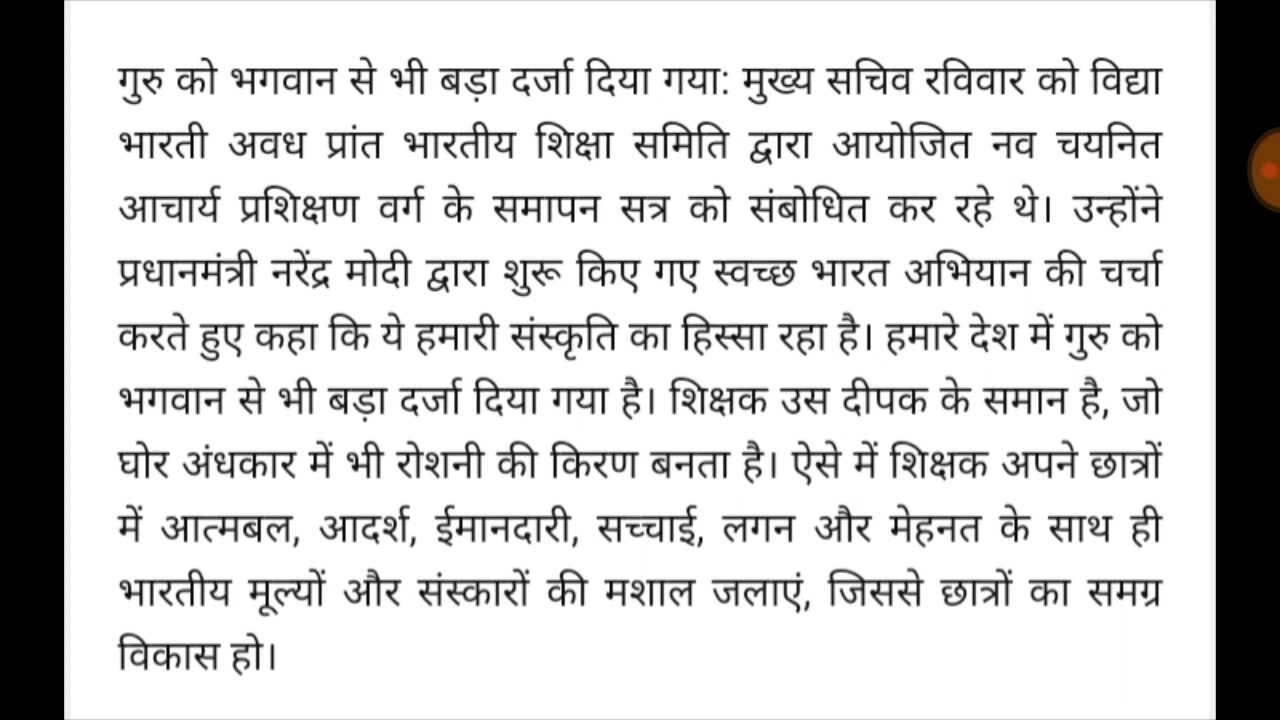 गुरु को भगवान से भी बड़ा दर्जा दिया गया: मुख्य सचिव रविवार को विद्या
भारती अवध प्रांत भारतीय शिक्षा समिति द्वारा आयोजित नव चयनित
आचार्य प्रशिक्षण वर्ग के समापन सत्र को संबोधित कर रहे थे। उन्होंने
प्रधानमंत्री नरेंद्र मोदी द्वारा शुरू किए गए स्वच्छ भारत अभियान की चर्चा
करते हुए कहा कि ये हमारी संस्कृति का हिस्सा रहा है। हमारे देश में गुरु को
भगवान से भी बड़ा दर्जा दिया गया है। शिक्षक उस दीपक के समान है, जो
घोर अंधकार में भी रोशनी की किरण बनता है। ऐसे में शिक्षक अपने छात्रों
में आत्मबल, आदर्श, ईमानदारी, सच्चाई, लगन और मेहनत के साथ ही
भारतीय मूल्यों और संस्कारों की मशाल जलाएं, जिससे छात्रों का समग्र
विकास हो।